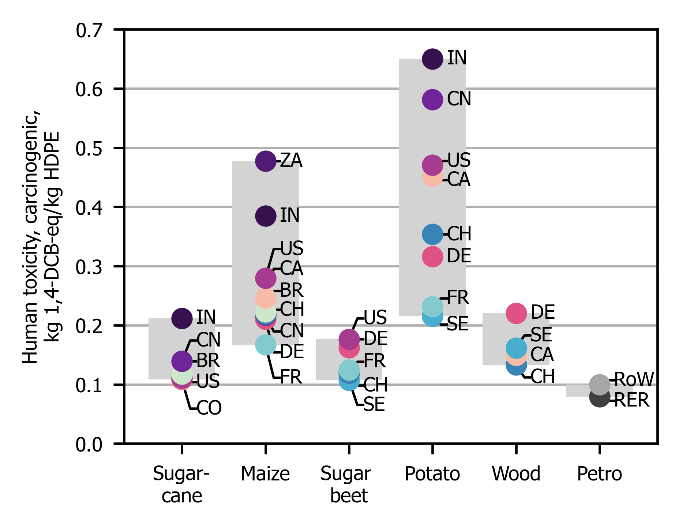 Human toxicity, carcinogenic,
kg 1,4-DCB-eq/kg HDPE
0.7
0.6
0.5
0.4
0.3
0.2
0.1
0.0
IN
CN
BR
US
CO
ZA
IN
US
CA
BR
CH
CN
DE
FR
US
DE
FR
CH
SE
IN
CN
US
CA
CH
DE
FR
SE
DE
SE
CA
CH
RoW
RER
Sugar-
cane
Maize
Sugar
beet
Potato
Wood
Petro